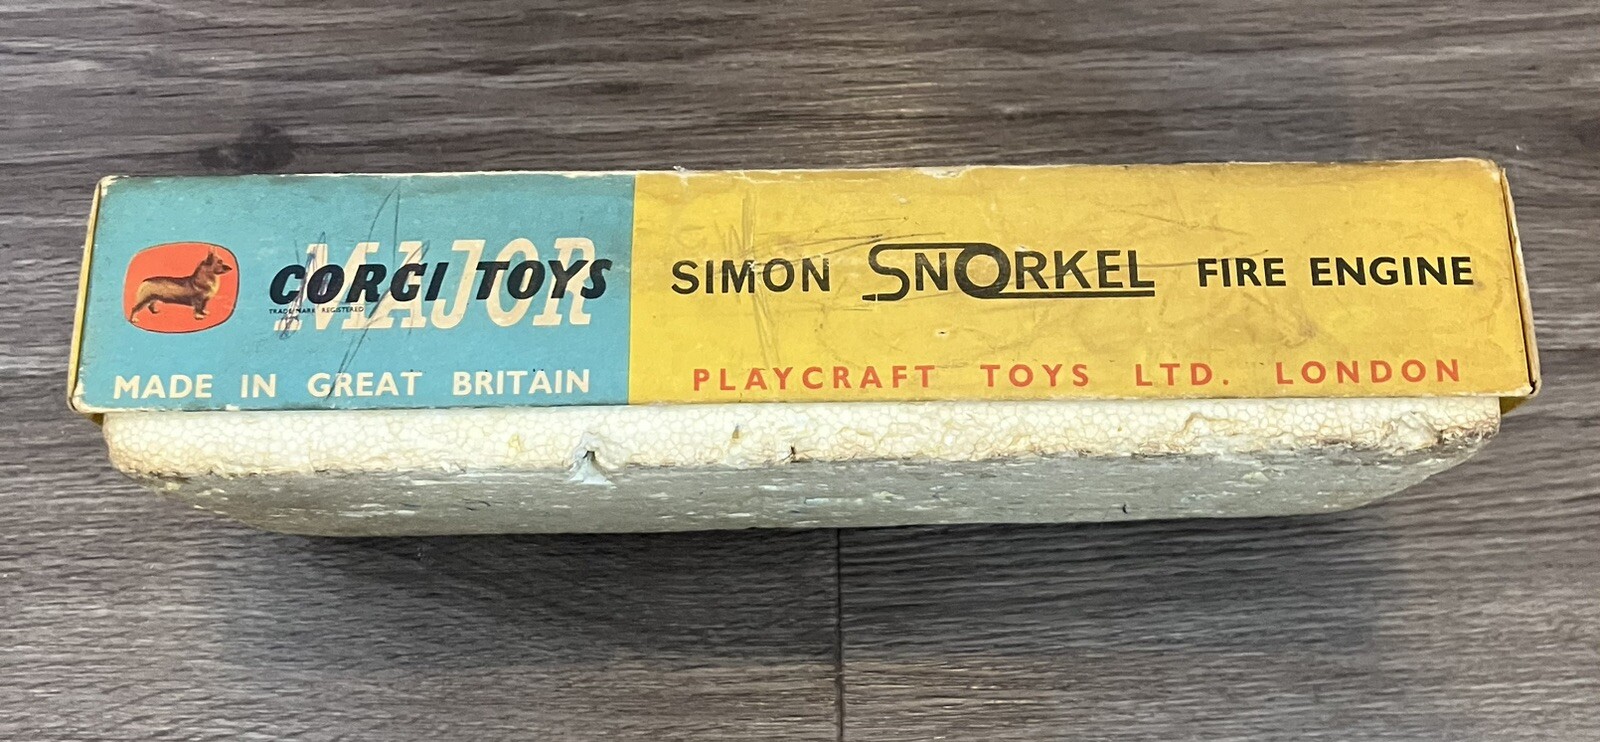 CORGI TOYS
MAJOR
TRADE MARK REGISTERED
MADE IN GREAT BRITAIN
SIMON SNORKEL FIRE ENGINE
PLAYCRAFT TOYS LTD. LONDON